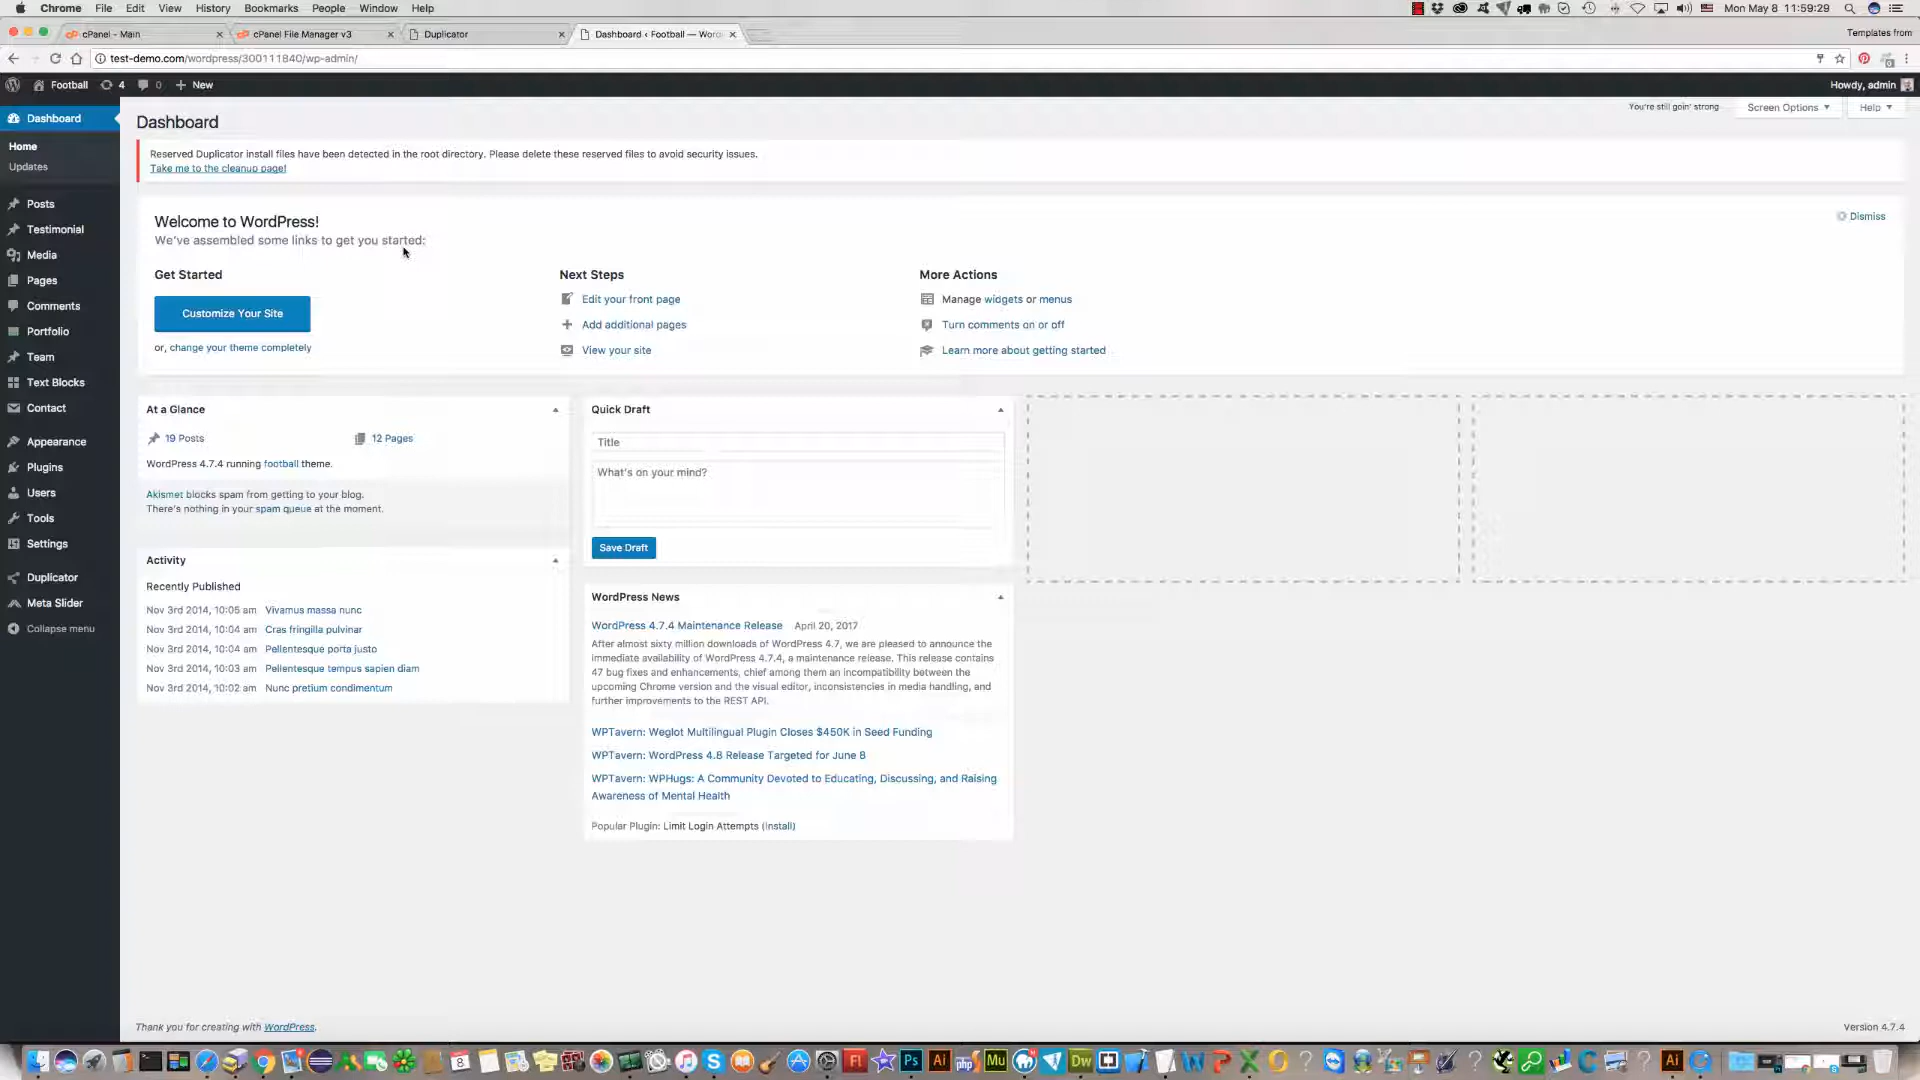 Chrome File Edit View History Bookmarks People Window Help
Mon May 8 11:59:29
cPanel - Main
cPanel File Manager v3
Duplicator
Dashboard ‹ Football — Wor
Templates from
test-demo.com/wordpress/300111840/wp-admin/
Football 4 0 New
Howdy, admin
You're still goin' strong
Screen Options
Help
Dashboard
Home
Updates
Posts
Testimonial
Media
Pages
Comments
Portfolio
Team
Text Blocks
Contact
Appearance
Plugins
Users
Tools
Settings
Duplicator
Meta Slider
Collapse menu
Dashboard
Reserved Duplicator install files have been detected in the root directory. Please delete these reserved files to avoid security issues.
Take me to the cleanup page!
Welcome to WordPress!
Dismiss
We've assembled some links to get you started:
Get Started
Customize Your Site
or, change your theme completely
Next Steps
Edit your front page
Add additional pages
View your site
More Actions
Manage widgets or menus
Turn comments on or off
Learn more about getting started
At a Glance
19 Posts
12 Pages
WordPress 4.7.4 running football theme.
Akismet blocks spam from getting to your blog.
There's nothing in your spam queue at the moment.
Activity
Recently Published
Nov 3rd 2014, 10:05 am Vivamus massa nunc
Nov 3rd 2014, 10:04 am Cras fringilla pulvinar
Nov 3rd 2014, 10:04 am Pellentesque porta justo
Nov 3rd 2014, 10:03 am Pellentesque tempus sapien diam
Nov 3rd 2014, 10:02 am Nunc pretium condimentum
Quick Draft
Title
What's on your mind?
Save Draft
WordPress News
WordPress 4.7.4 Maintenance Release April 20, 2017
After almost sixty million downloads of WordPress 4.7, we are pleased to announce the
immediate availability of WordPress 4.7.4, a maintenance release. This release contains
47 bug fixes and enhancements, chief among them an incompatibility between the
upcoming Chrome version and the visual editor, inconsistencies in media handling, and
further improvements to the REST API.
WPTavern: Weglot Multilingual Plugin Closes $450K in Seed Funding
WPTavern: WordPress 4.8 Release Targeted for June 8
WPTavern: WPHugs: A Community Devoted to Educating, Discussing, and Raising
Awareness of Mental Health
Popular Plugin: Limit Login Attempts (Install)
Thank you for creating with WordPress.
Version 4.7.4
8
Fl
Ps
Ai
php
Mu
Dw
Ai